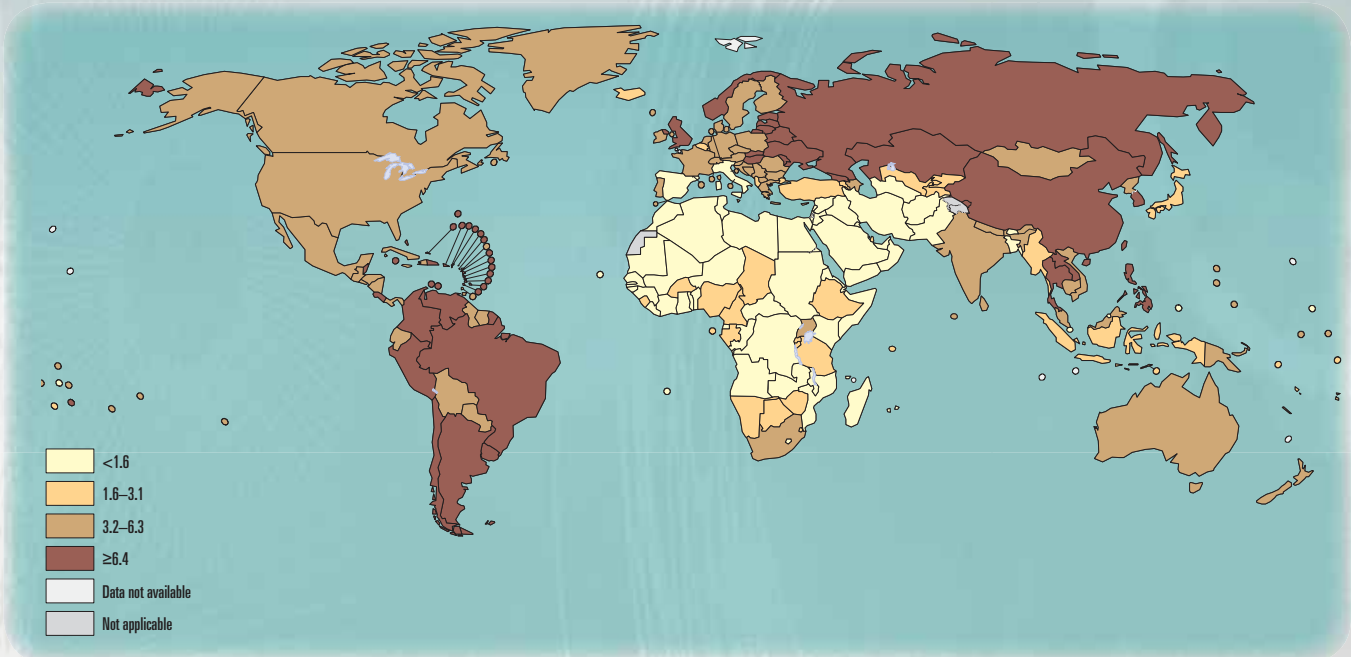 <1.6
1.6–3.1
3.2–6.3
≥6.4
Data not available
Not applicable